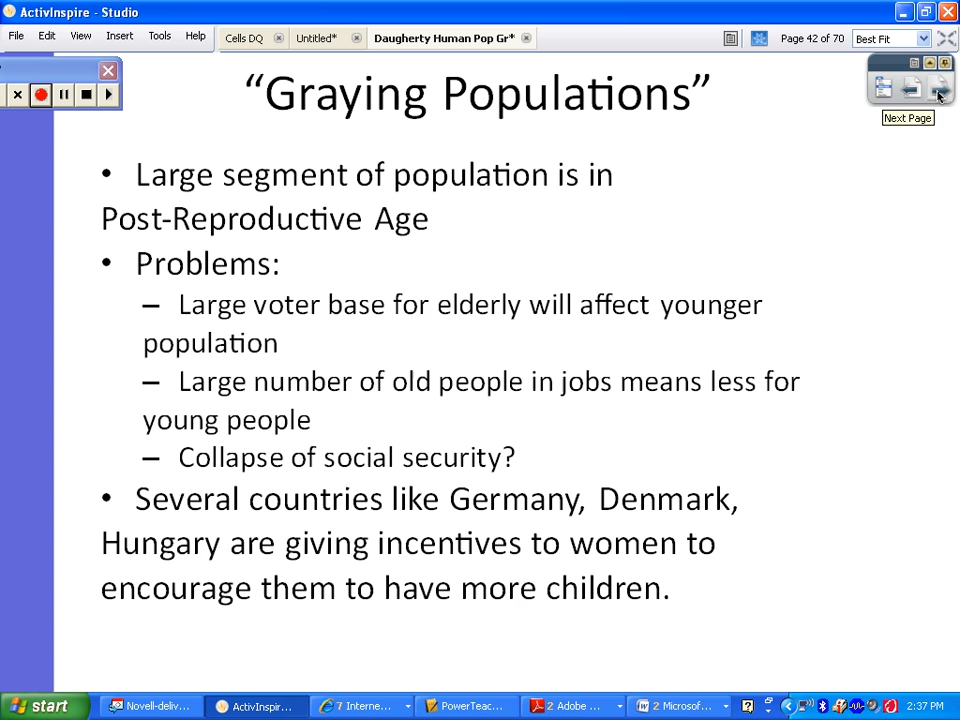 ActivInspire - Studio
File Edit View Insert Tools Help Cells DQ Untitled* Daugherty Human Pop Gr* Page 42 of 70 Best Fit
Next Page
“Graying Populations”
• Large segment of population is in
Post-Reproductive Age
• Problems:
– Large voter base for elderly will affect younger
population
– Large number of old people in jobs means less for
young people
– Collapse of social security?
• Several countries like Germany, Denmark,
Hungary are giving incentives to women to
encourage them to have more children.
start Novell-deliv... ActivInspir... 7 Interne... PowerTeac... 2 Adobe ... 2 Microsof... 2:37 PM